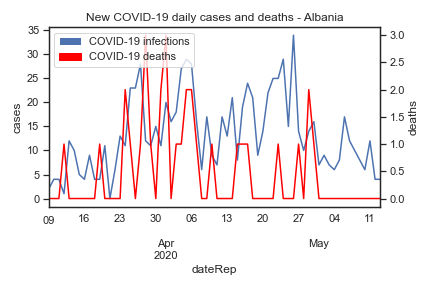 New COVID-19 daily cases and deaths - Albania
COVID-19 infections
COVID-19 deaths
cases
35
30
25
20
15
10
5
0
deaths
3.0
2.5
2.0
1.5
1.0
0.5
0.0
09 16 23 30 06 13 20 27 04 11
Apr May
2020
dateRep